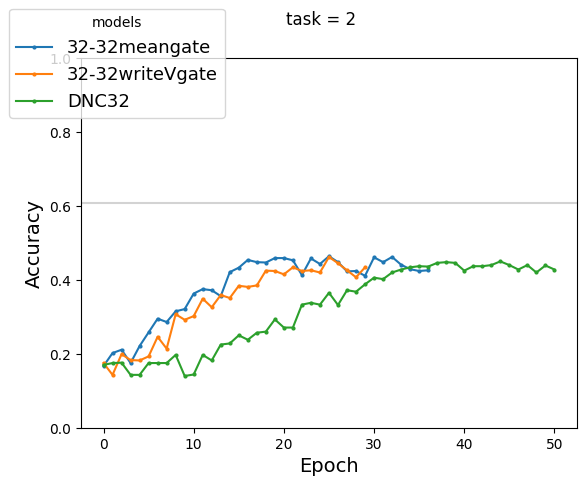 task = 2
models
32-32meangate
32-32writeVgate
DNC32
1.0
0.8
0.6
0.4
0.2
0.0
Accuracy
0 10 20 30 40 50
Epoch